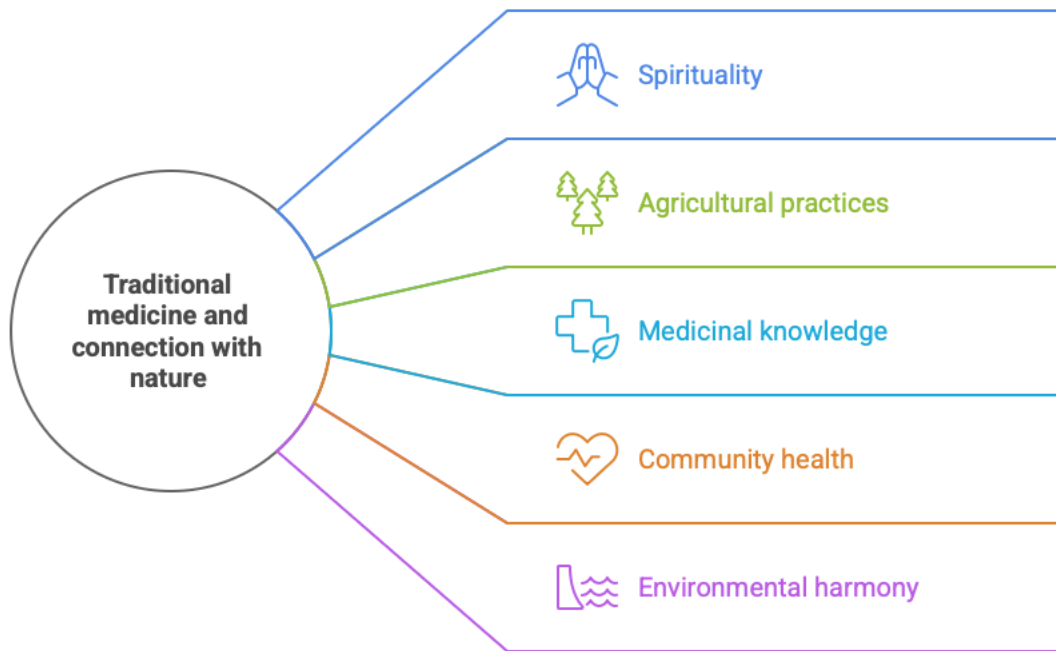 Traditional
medicine and
connection with
nature
Spirituality
Agricultural practices
Medicinal knowledge
Community health
Environmental harmony